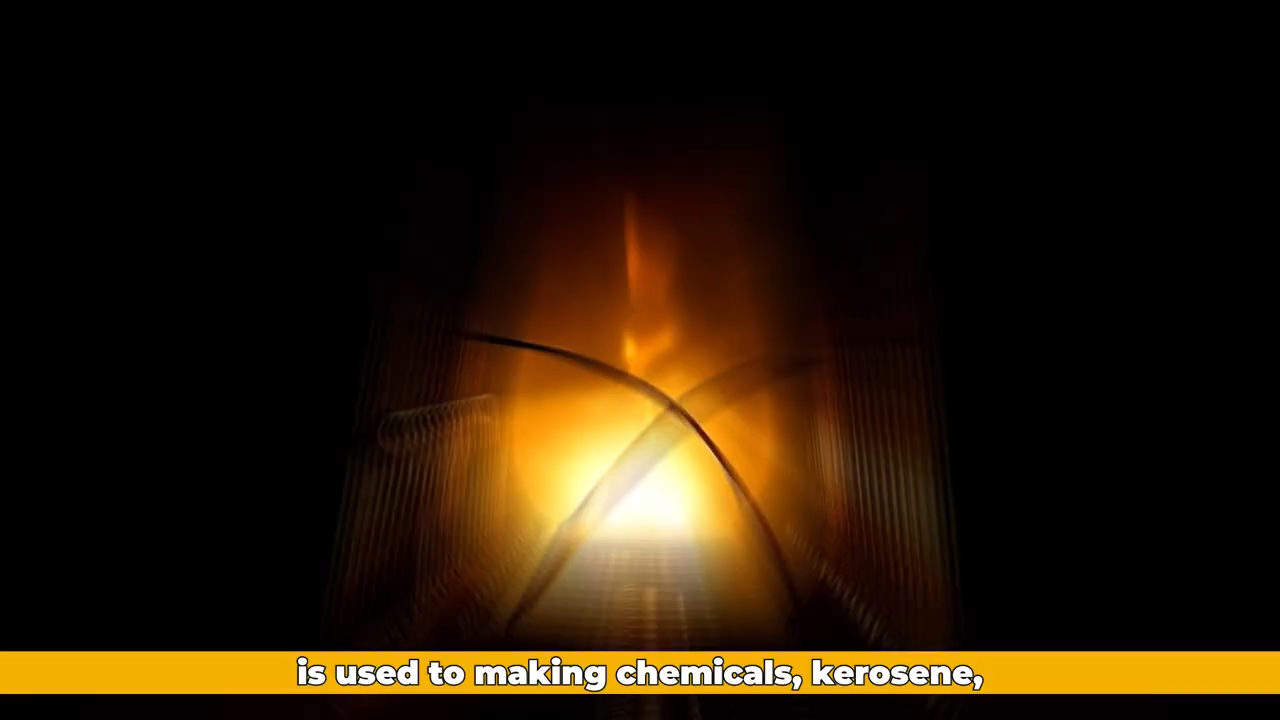 is used to making chemicals, kerosene,